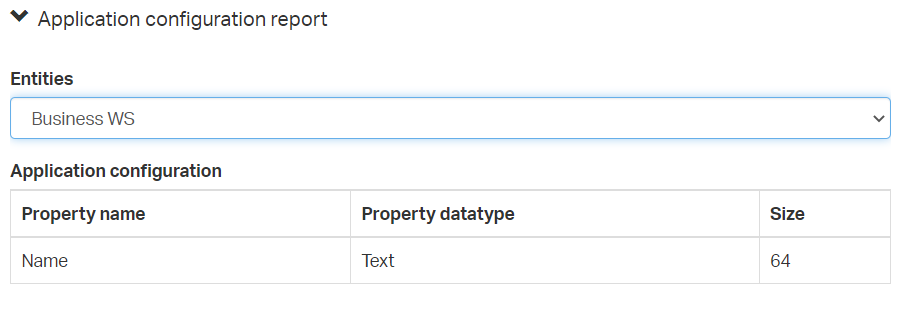 Application configuration report
Entities
Business WS
Application configuration
Property name Property datatype Size
Name Text 64